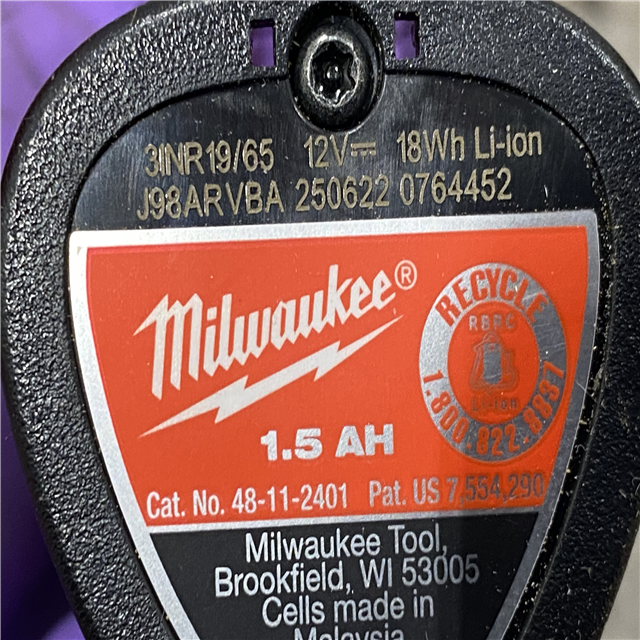 3INR19/65 12V⎓ 18Wh Li-ion
J98ARVBA 250622 0764452
Milwaukee®
RECYCLE
RBRC
Li-ion
1.800.822.8837
1.5 AH
Cat. No. 48-11-2401 Pat. US 7,554,290
Milwaukee Tool,
Brookfield, WI 53005
Cells made in
Malaysia